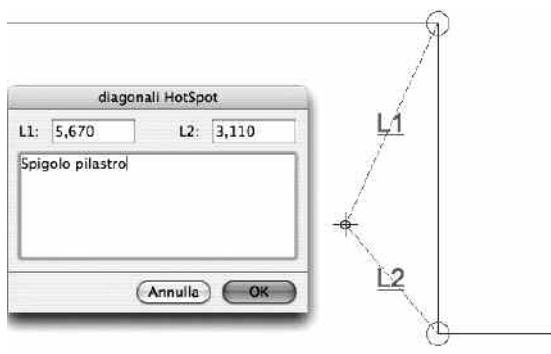 diagonali HotSpot
L1: 5,670 L2: 3,110
Spigolo pilastro
Annulla OK
L1
L2